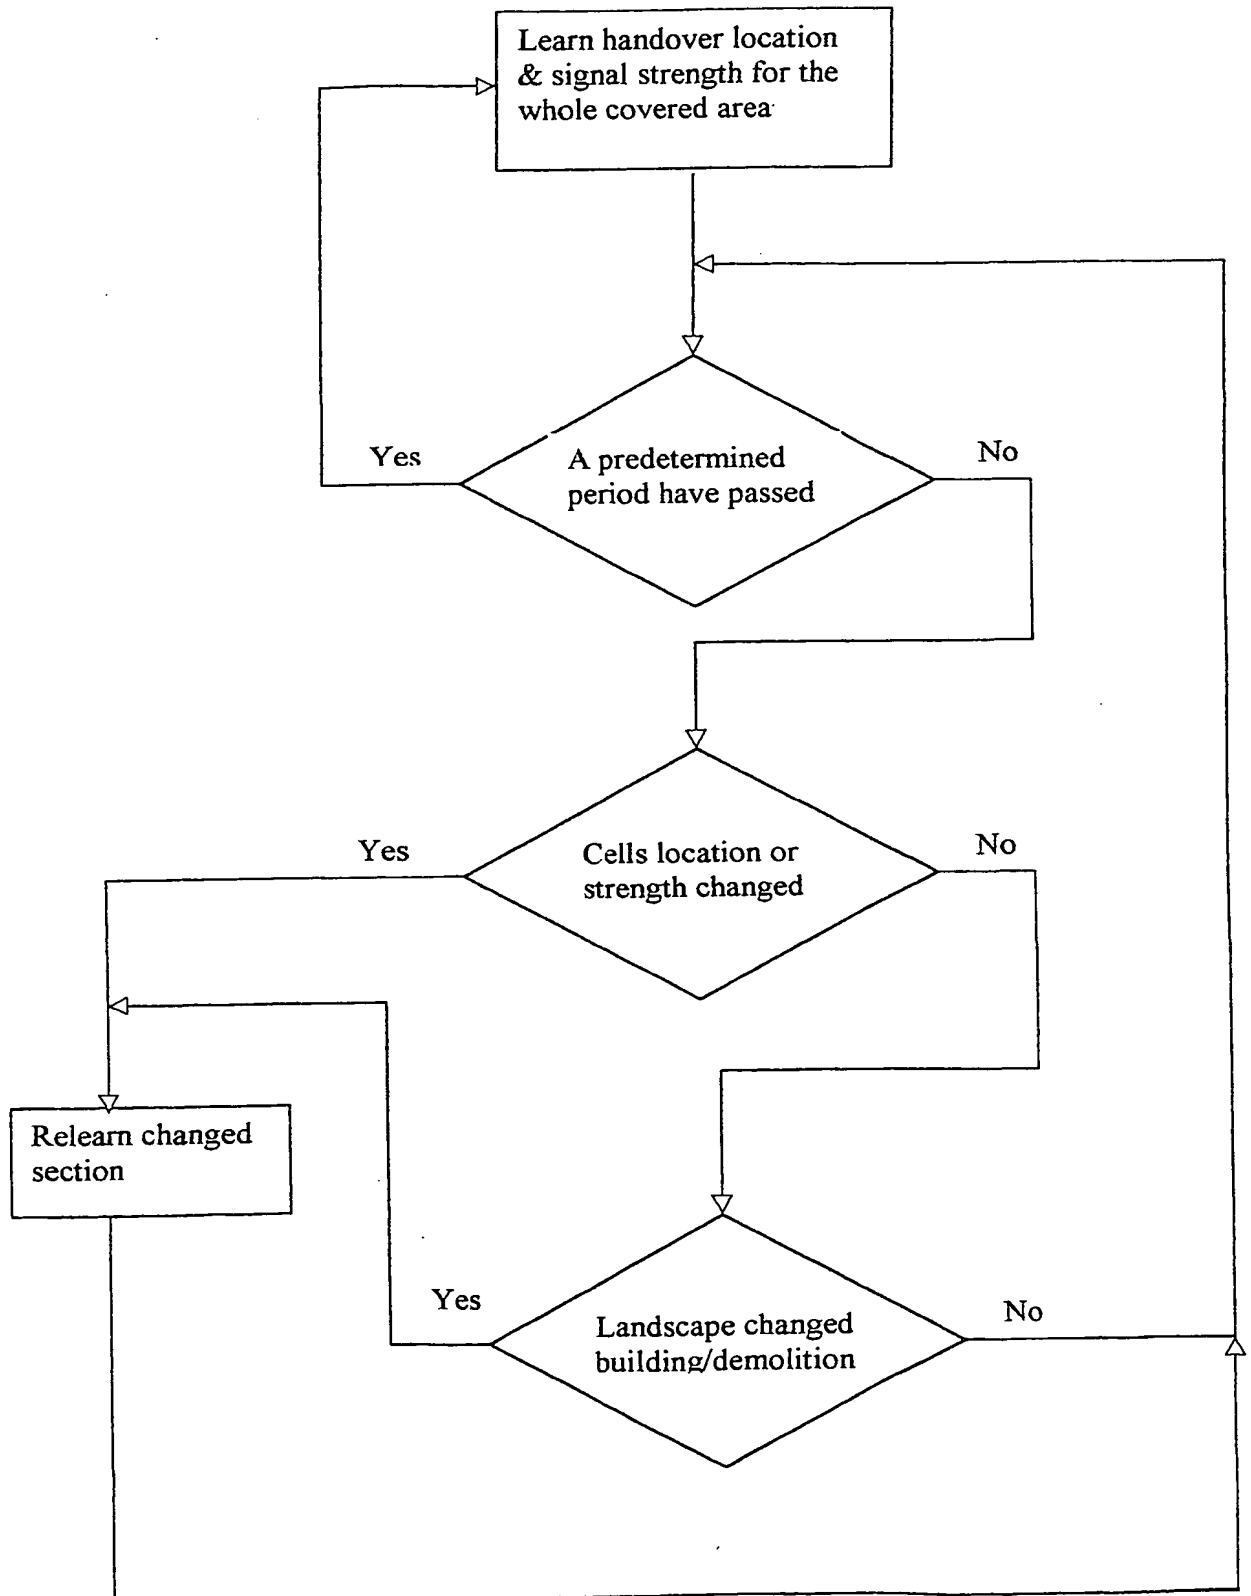 Learn handover location
& signal strength for the
whole covered area
Yes
A predetermined
period have passed
No
Yes
Cells location or
strength changed
No
Relearn changed
section
Yes
Landscape changed
building/demolition
No